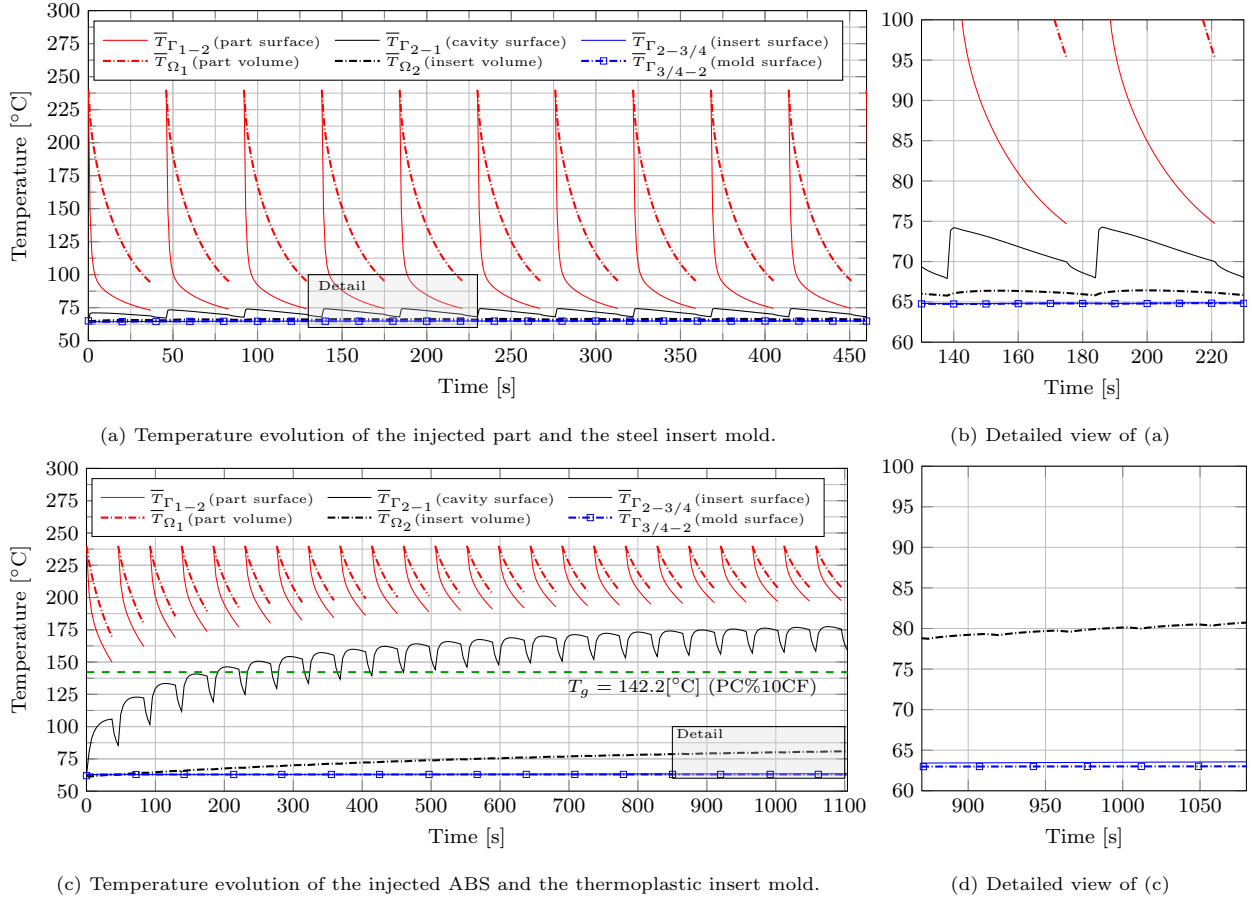 300
275
250
225
200
175
150
125
100
75
50
Temperature [°C]
T̅Γ1−2 (part surface)
T̅Γ2−1 (cavity surface)
T̅Γ2−3/4 (insert surface)
T̅Ω1 (part volume)
T̅Ω2 (insert volume)
T̅Γ3/4−2 (mold surface)
Detail
0 50 100 150 200 250 300 350 400 450
Time [s]
(a) Temperature evolution of the injected part and the steel insert mold.
100
95
90
85
80
75
70
65
60
140 160 180 200 220
Time [s]
(b) Detailed view of (a)
300
275
250
225
200
175
150
125
100
75
50
Temperature [°C]
T̅Γ1−2 (part surface)
T̅Γ2−1 (cavity surface)
T̅Γ2−3/4 (insert surface)
T̅Ω1 (part volume)
T̅Ω2 (insert volume)
T̅Γ3/4−2 (mold surface)
Tg = 142.2[°C] (PC%10CF)
Detail
0 100 200 300 400 500 600 700 800 900 1000 1100
Time [s]
(c) Temperature evolution of the injected ABS and the thermoplastic insert mold.
100
95
90
85
80
75
70
65
60
900 950 1000 1050
Time [s]
(d) Detailed view of (c)